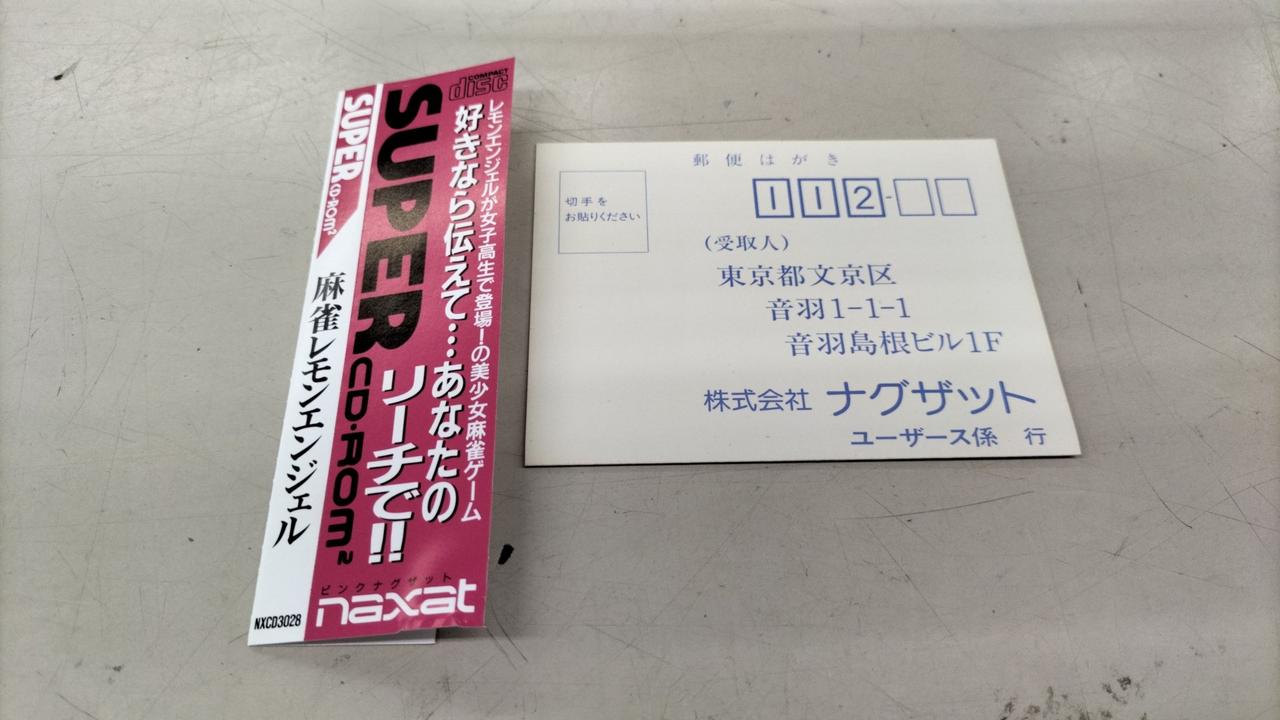 SUPER CD-ROM²
麻雀レモンエンジェル
NXCD3028
COMPACT
disc
SUPER CD-ROM²
レモンエンジェルが女子高生で登場!の美少女麻雀ゲーム
好きなら伝えて…あなたの
リーチで!!
ピンクナグザット
naxat
郵便はがき
切手を
お貼りください
112-
(受取人)
東京都文京区
音羽1-1-1
音羽島根ビル1F
株式会社 ナグザット
ユーザース係 行